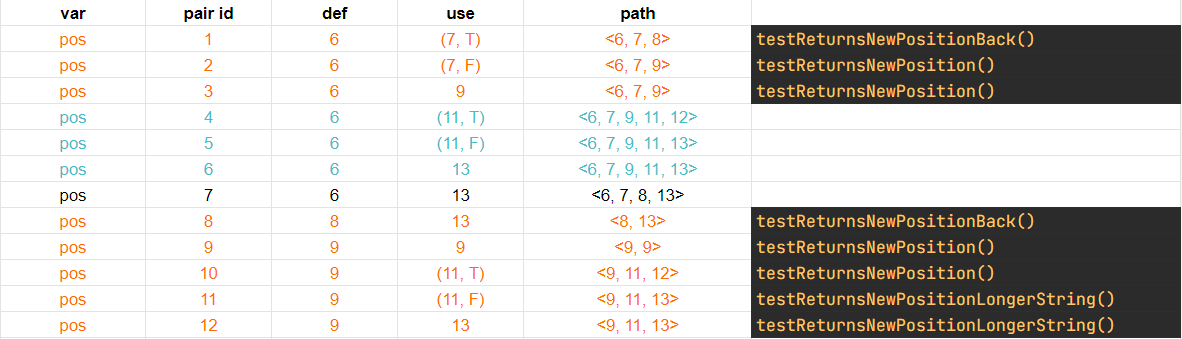 var pair id def use path
pos 1 6 (7, T) <6, 7, 8> testReturnsNewPositionBack()
pos 2 6 (7, F) <6, 7, 9> testReturnsNewPosition()
pos 3 6 9 <6, 7, 9> testReturnsNewPosition()
pos 4 6 (11, T) <6, 7, 9, 11, 12>
pos 5 6 (11, F) <6, 7, 9, 11, 13>
pos 6 6 13 <6, 7, 9, 11, 13>
pos 7 6 13 <6, 7, 8, 13>
pos 8 8 13 <8, 13> testReturnsNewPositionBack()
pos 9 9 9 <9, 9> testReturnsNewPosition()
pos 10 9 (11, T) <9, 11, 12> testReturnsNewPosition()
pos 11 9 (11, F) <9, 11, 13> testReturnsNewPositionLongerString()
pos 12 9 13 <9, 11, 13> testReturnsNewPositionLongerString()